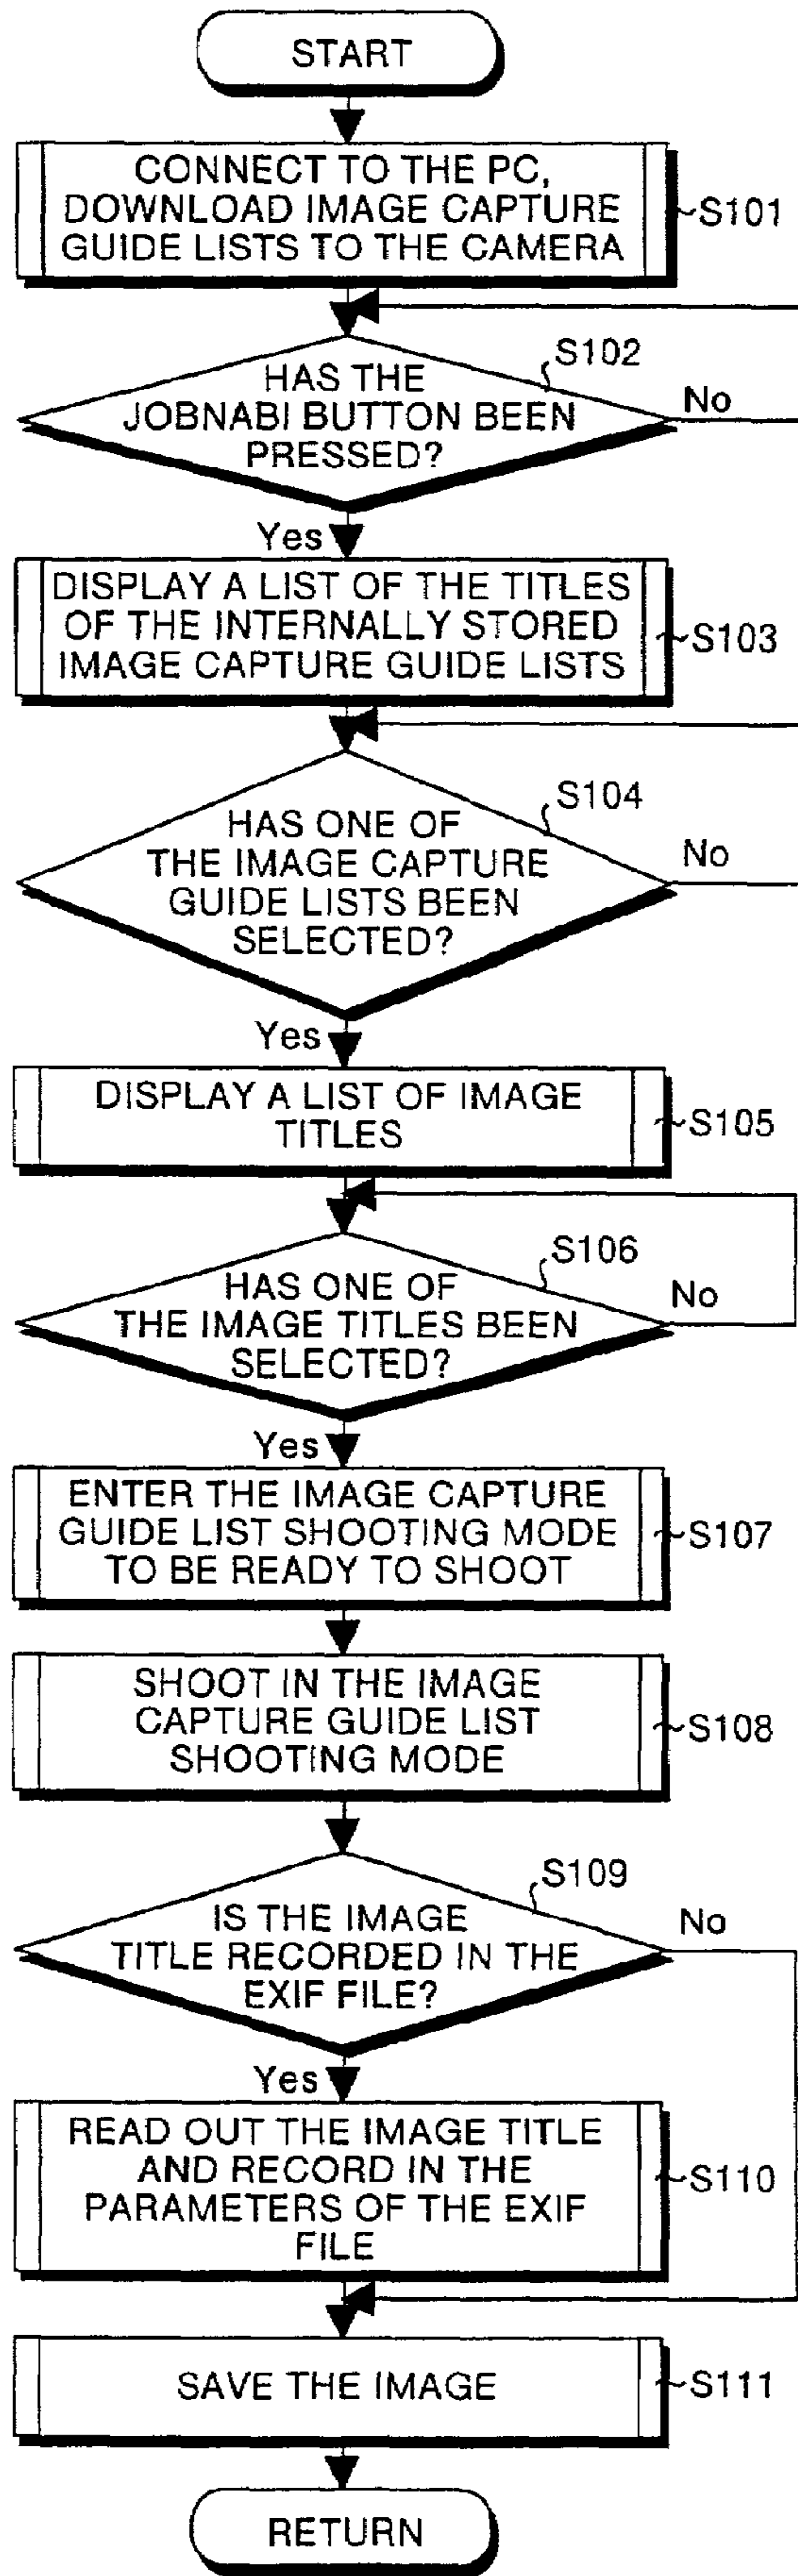 START
CONNECT TO THE PC,
DOWNLOAD IMAGE CAPTURE
GUIDE LISTS TO THE CAMERA
S101
S102
HAS THE
JOBNABI BUTTON BEEN
PRESSED?
No
Yes
DISPLAY A LIST OF THE TITLES
OF THE INTERNALLY STORED
IMAGE CAPTURE GUIDE LISTS
S103
S104
HAS ONE OF
THE IMAGE CAPTURE
GUIDE LISTS BEEN
SELECTED?
No
Yes
DISPLAY A LIST OF IMAGE
TITLES
S105
S106
HAS ONE OF
THE IMAGE TITLES BEEN
SELECTED?
No
Yes
ENTER THE IMAGE CAPTURE
GUIDE LIST SHOOTING MODE
TO BE READY TO SHOOT
S107
SHOOT IN THE IMAGE
CAPTURE GUIDE LIST
SHOOTING MODE
S108
S109
IS THE IMAGE
TITLE RECORDED IN THE
EXIF FILE?
No
Yes
READ OUT THE IMAGE TITLE
AND RECORD IN THE
PARAMETERS OF THE EXIF
FILE
S110
SAVE THE IMAGE
S111
RETURN